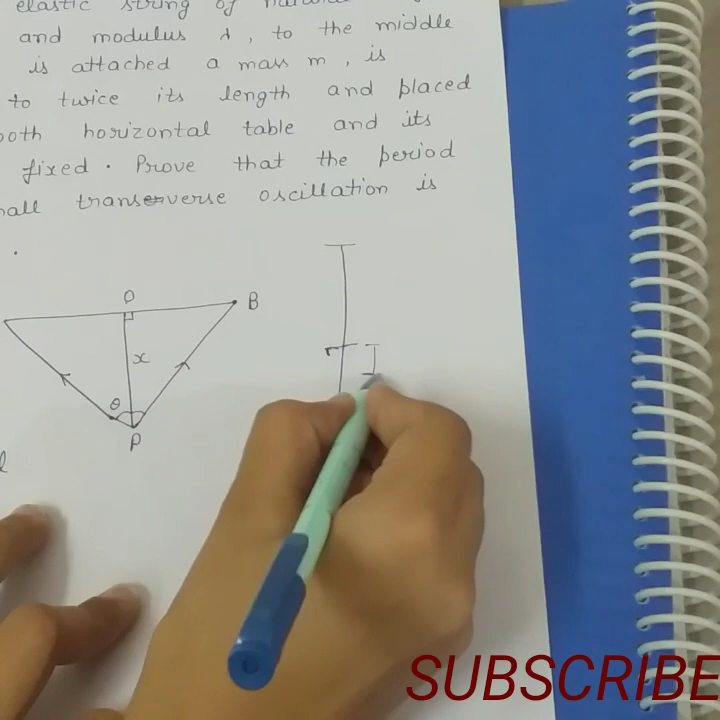 elastic string of
and modulus λ, to the middle
is attached a mass m, is
to twice its length and placed
horizontal table and its
fixed. Prove that the period
transverse oscillation is
.
O
B
x
θ
P
l
SUBSCRIBE